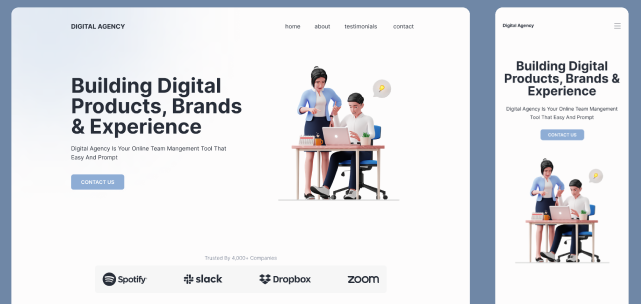 DIGITAL AGENCY
home about testimonials contact
Building Digital
Products, Brands
& Experience
Digital Agency Is Your Online Team Mangement Tool That
Easy And Prompt
CONTACT US
Trusted By 4,000+ Companies
Spotify slack Dropbox zoom
Digital Agency
Building Digital
Products, Brands &
Experience
Digital Agency Is Your Online Team Mangement
Tool That Easy And Prompt
CONTACT US